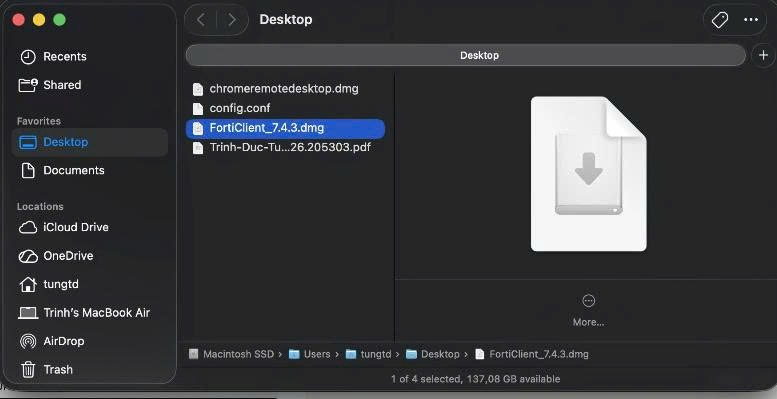 Desktop
Recents
Shared
Favorites
Desktop
Documents
Locations
iCloud Drive
OneDrive
tungtd
Trinh's MacBook Air
AirDrop
Trash
Desktop
chromeremotedesktop.dmg
config.conf
FortiClient_7.4.3.dmg
Trinh-Duc-Tu...26.205303.pdf
More...
Macintosh SSD › Users › tungtd › Desktop › FortiClient_7.4.3.dmg
1 of 4 selected, 137,08 GB available